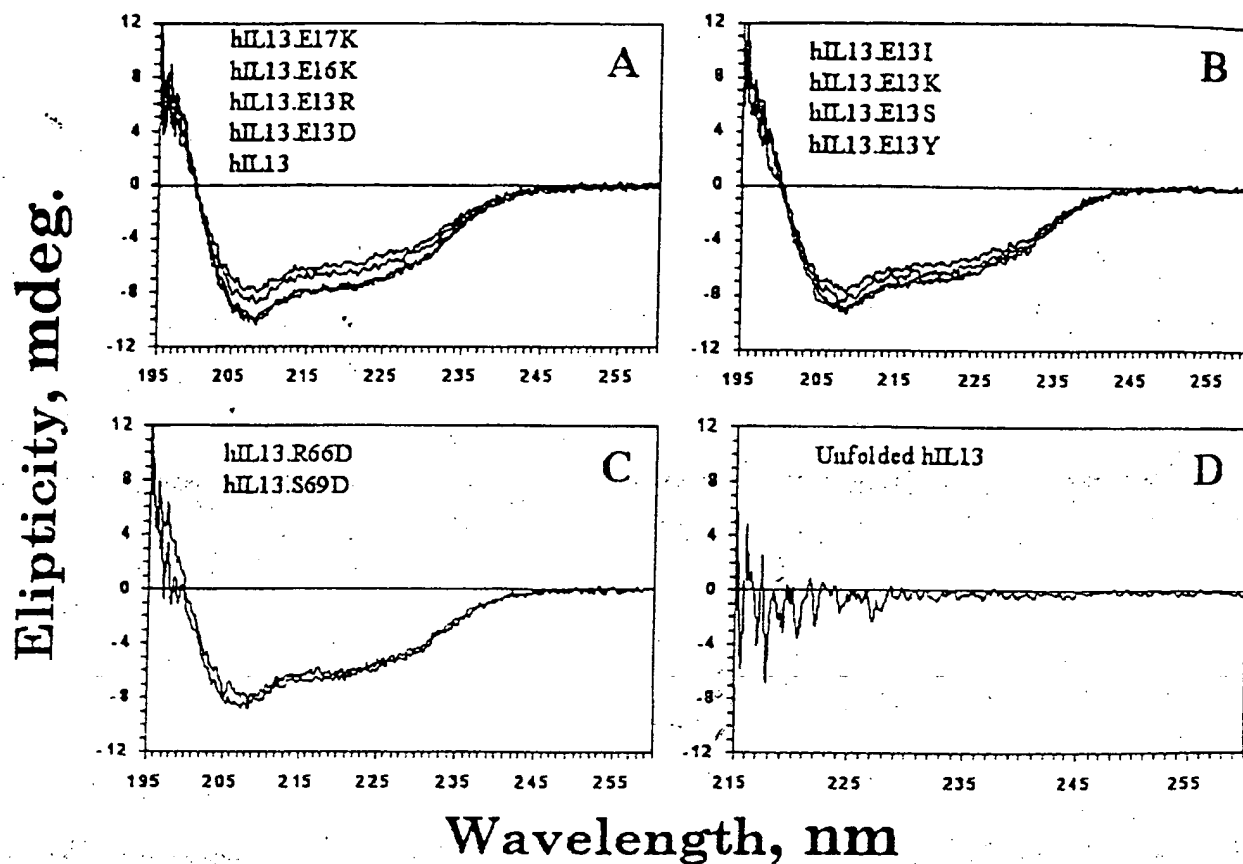 Elipticity, mdeg.
12
8
4
0
-4
-8
-12
hIL13.E17K
hIL13.E16K
hIL13.E13R
hIL13.E13D
hIL13
A
195 205 215 225 235 245 255
12
8
4
0
-4
-8
-12
hIL13.E13I
hIL13.E13K
hIL13.E13S
hIL13.E13Y
B
195 205 215 225 235 245 255
12
8
4
0
-4
-8
-12
hIL13.R66D
hIL13.S69D
C
195 205 215 225 235 245 255
12
8
4
0
-4
-8
-12
Unfolded hIL13
D
215 225 235 245 255
Wavelength, nm